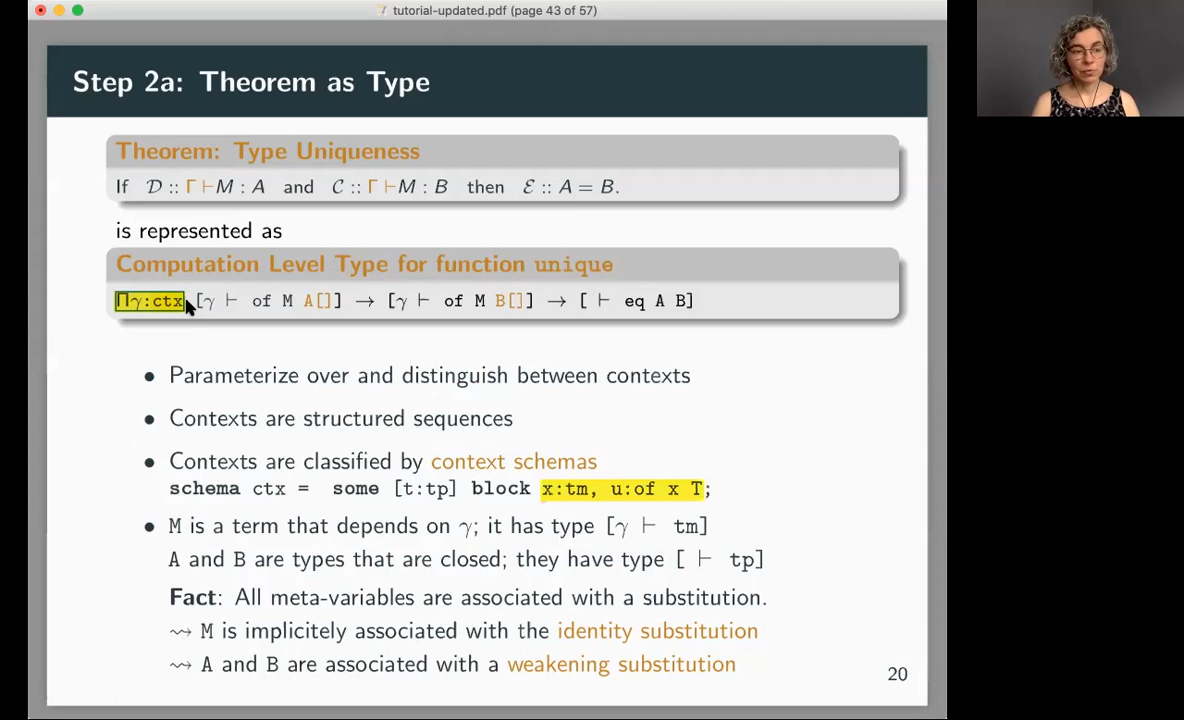 tutorial-updated.pdf (page 43 of 57)
Step 2a: Theorem as Type
Theorem: Type Uniqueness
If 𝒟 :: Γ ⊢M : A and 𝒞 :: Γ ⊢M : B then ℰ :: A = B.
is represented as
Computation Level Type for function unique
Πγ:ctx [γ ⊢ of M A[]] → [γ ⊢ of M B[]] → [ ⊢ eq A B]
• Parameterize over and distinguish between contexts
• Contexts are structured sequences
• Contexts are classified by context schemas
schema ctx = some [t:tp] block x:tm, u:of x T;
• M is a term that depends on γ; it has type [γ ⊢ tm]
A and B are types that are closed; they have type [ ⊢ tp]
Fact: All meta-variables are associated with a substitution.
⇝ M is implicitely associated with the identity substitution
⇝ A and B are associated with a weakening substitution
20